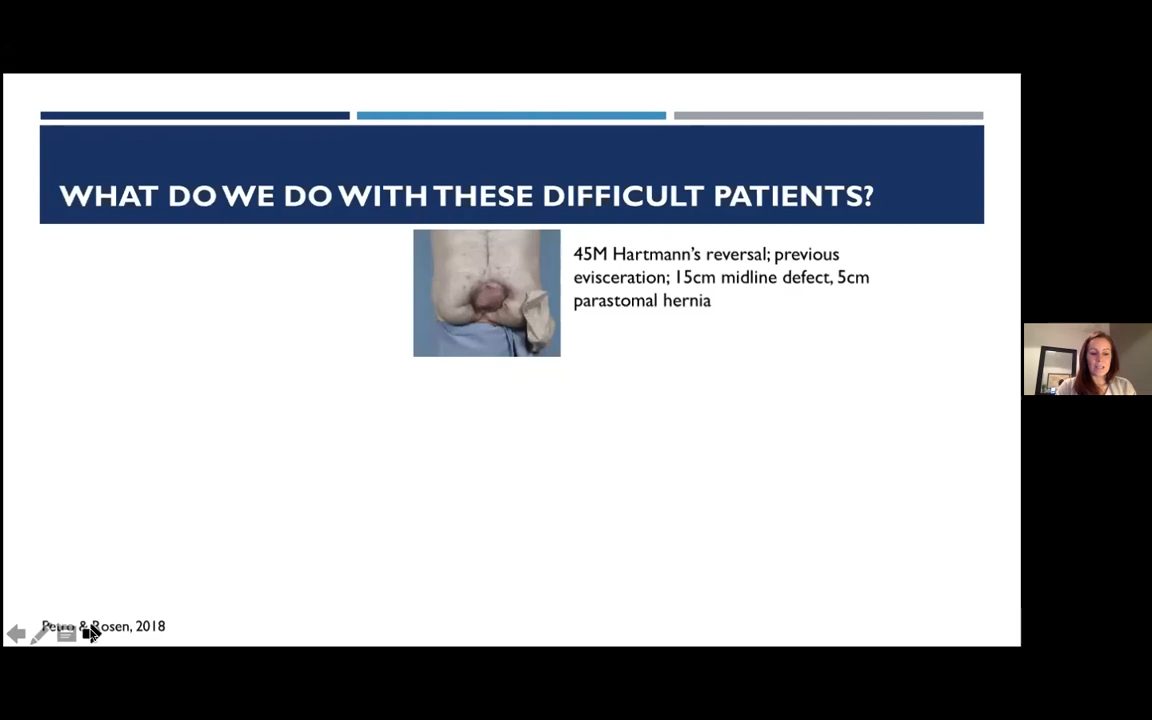 WHAT DO WE DO WITH THESE DIFFICULT PATIENTS?
45M Hartmann's reversal; previous
evisceration; 15cm midline defect, 5cm
parastomal hernia
& Rosen, 2018